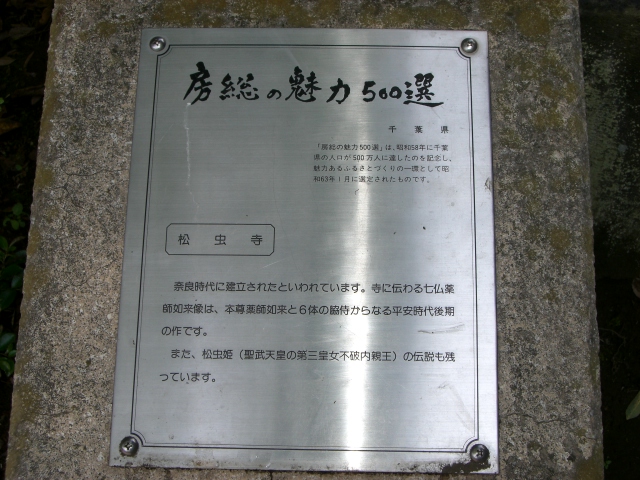 房総の魅力500選
千葉県
「房総の魅力500選」は、昭和58年に千葉
県の人口が500万人に達したのを記念し、
魅力あるふるさとづくりの一環として昭
和63年1月に選定されたものです。
松虫寺
奈良時代に建立されたといわれています。寺に伝わる七仏薬
師如来像は、本尊薬師如来と6体の脇侍からなる平安時代後期
の作です。
また、松虫姫（聖武天皇の第三皇女不破内親王）の伝説も残
っています。